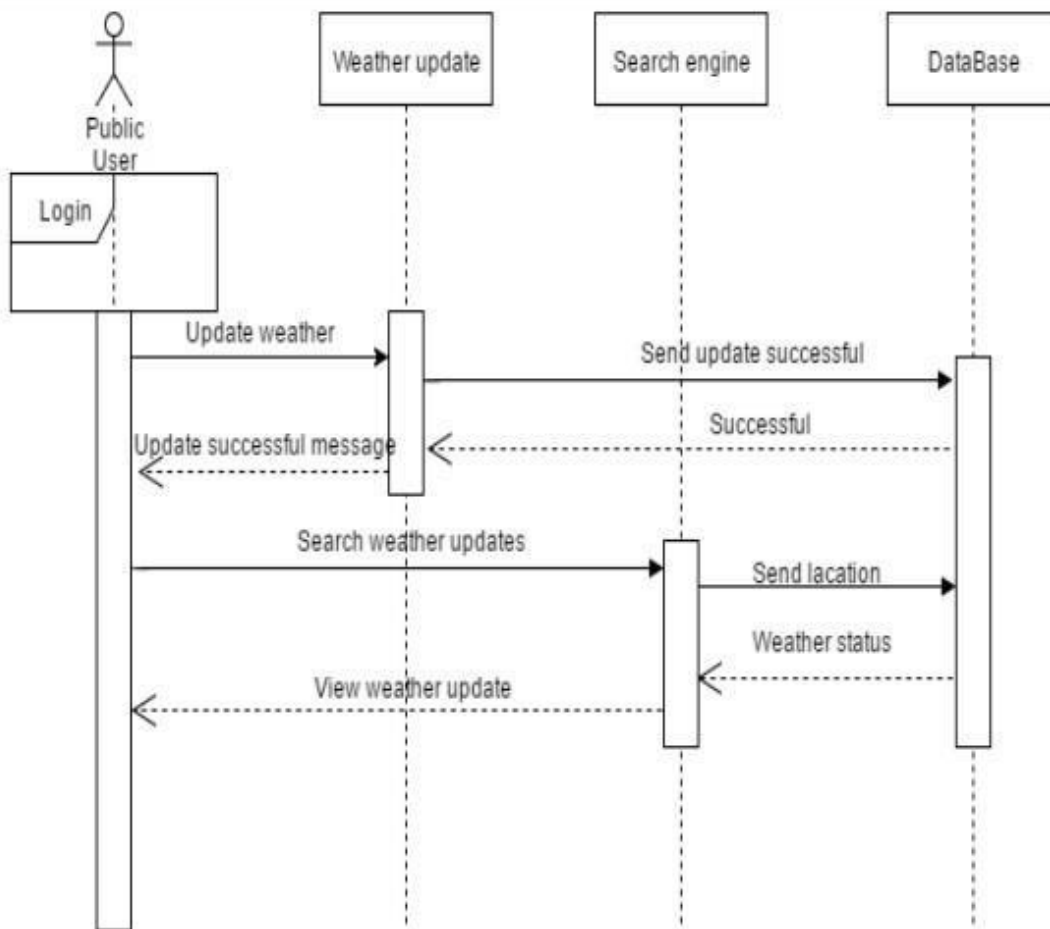 Weather update
Search engine
DataBase
Public
User
Login
Update weather
Send update successful
Successful
Update successful message
Search weather updates
Send lacation
Weather status
View weather update